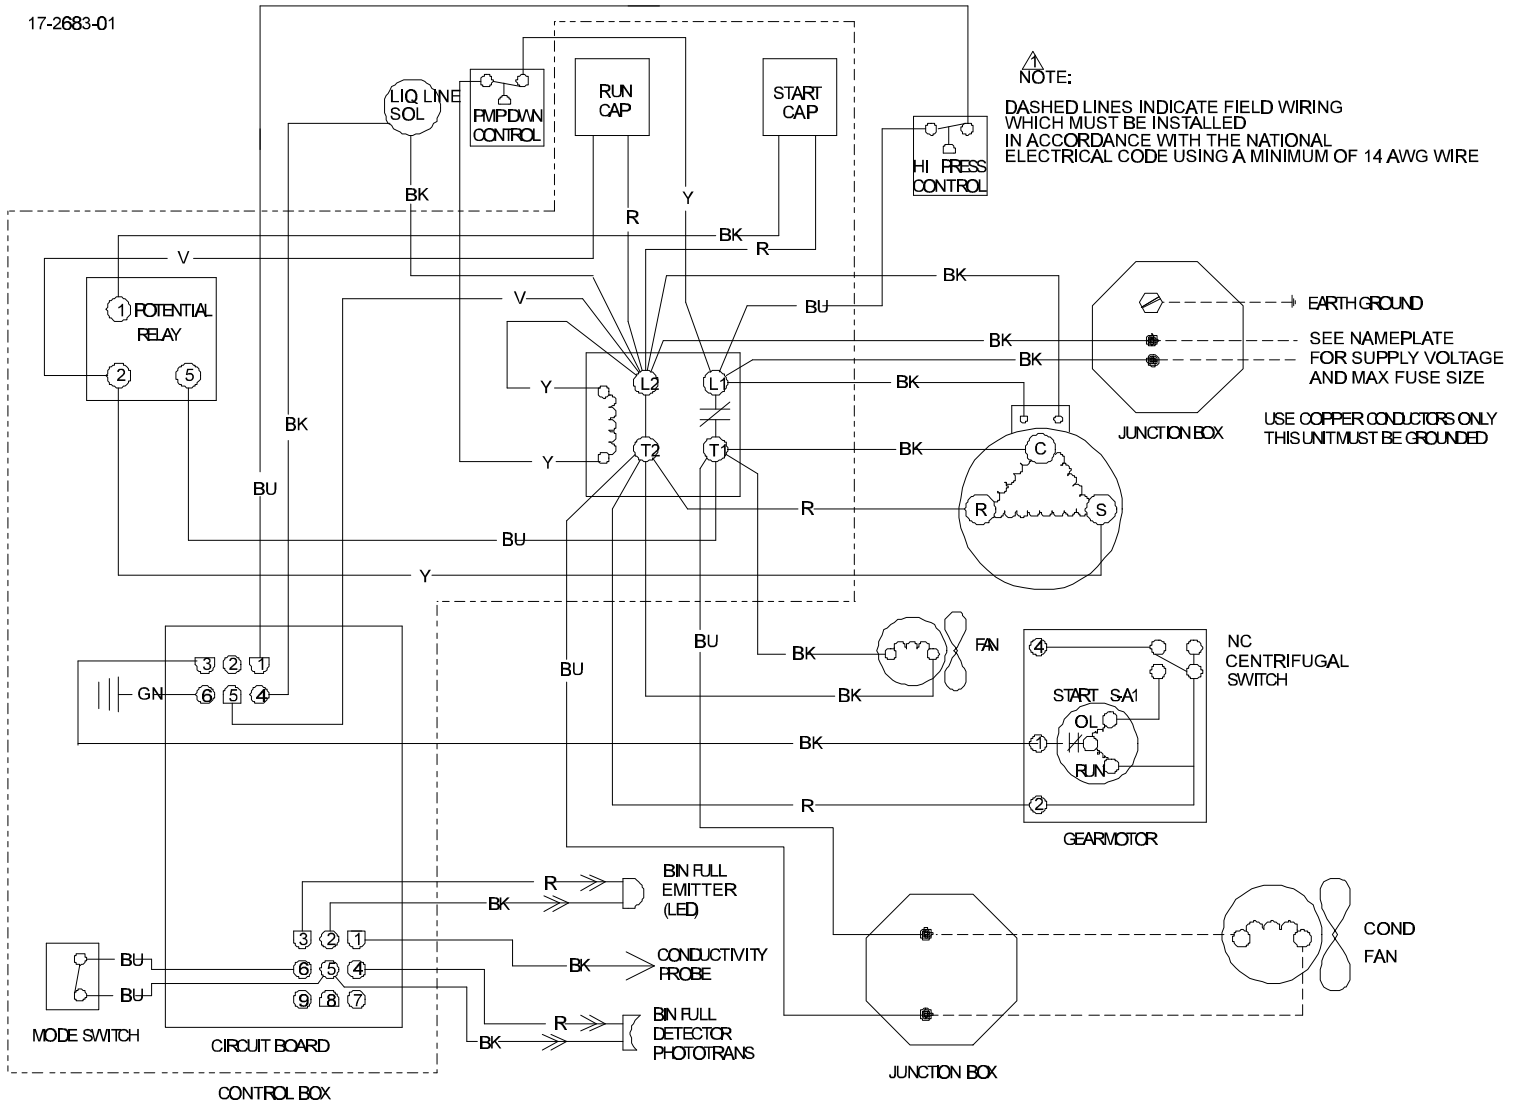 17-2683-01
LIQ LINE
SOL
PMPDWN
CONTROL
RUN
CAP
START
CAP
HI PRESS
CONTROL
1
NOTE:
DASHED LINES INDICATE FIELD WIRING
WHICH MUST BE INSTALLED
IN ACCORDANCE WITH THE NATIONAL
ELECTRICAL CODE USING A MINIMUM OF 14 AWG WIRE
BK
Y
R
BK
R
V
BK
V
BU
1
POTENTIAL
RELAY
2
5
EARTH GROUND
SEE NAMEPLATE
FOR SUPPLY VOLTAGE
AND MAX FUSE SIZE
USE COPPER CONDUCTORS ONLY
THIS UNIT MUST BE GROUNDED
JUNCTION BOX
BK
BK
BK
Y
L2
L1
BK
T2
T1
BK
C
Y
BU
R
R
S
BU
Y
BU
BU
BK
BK
FAN
4
NC
CENTRIFUGAL
SWITCH
START S-A1
OL
1
RUN
2
GEARMOTOR
3
2
1
GN
6
5
4
BK
R
R
BK
BIN FULL
EMITTER
(LED)
3
2
1
BK
CONDUCTIVITY
PROBE
BU
6
5
4
BU
9
8
7
R
BK
BIN FULL
DETECTOR
PHOTOTRANS
MODE SWITCH
CIRCUIT BOARD
CONTROL BOX
JUNCTION BOX
COND
FAN